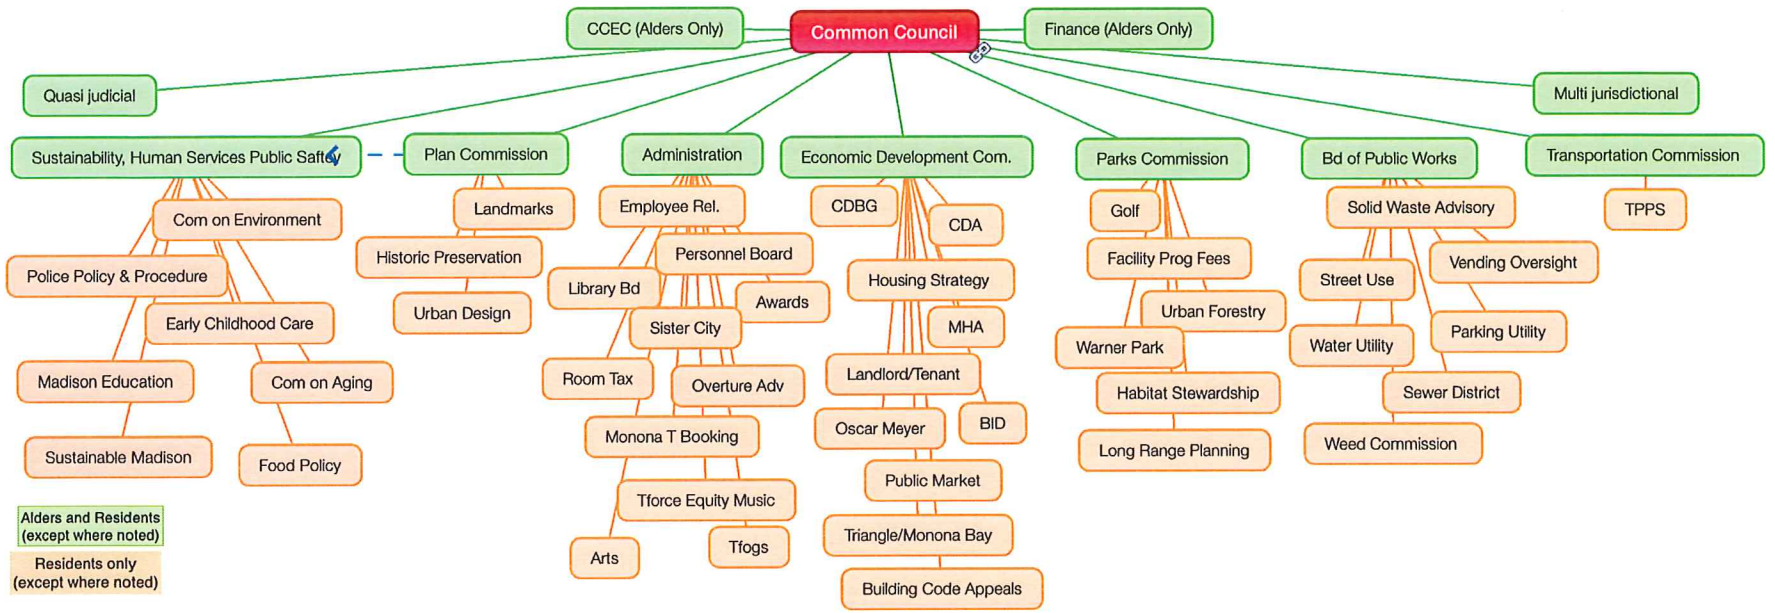 CCEC (Alders Only)
Common Council
Finance (Alders Only)
Quasi judicial
Multi jurisdictional
Sustainability, Human Services Public Saftey
Plan Commission
Administration
Economic Development Com.
Parks Commission
Bd of Public Works
Transportation Commission
Com on Environment
Police Policy & Procedure
Early Childhood Care
Madison Education
Com on Aging
Sustainable Madison
Food Policy
Landmarks
Historic Preservation
Urban Design
Employee Rel.
Personnel Board
Library Bd
Awards
Sister City
Room Tax
Overture Adv
Monona T Booking
Tforce Equity Music
Arts
Tfogs
CDBG
CDA
Housing Strategy
MHA
Landlord/Tenant
Oscar Meyer
BID
Public Market
Triangle/Monona Bay
Building Code Appeals
Golf
Facility Prog Fees
Urban Forestry
Warner Park
Habitat Stewardship
Long Range Planning
Solid Waste Advisory
Vending Oversight
Street Use
Parking Utility
Water Utility
Sewer District
Weed Commission
TPPS
Alders and Residents
(except where noted)
Residents only
(except where noted)